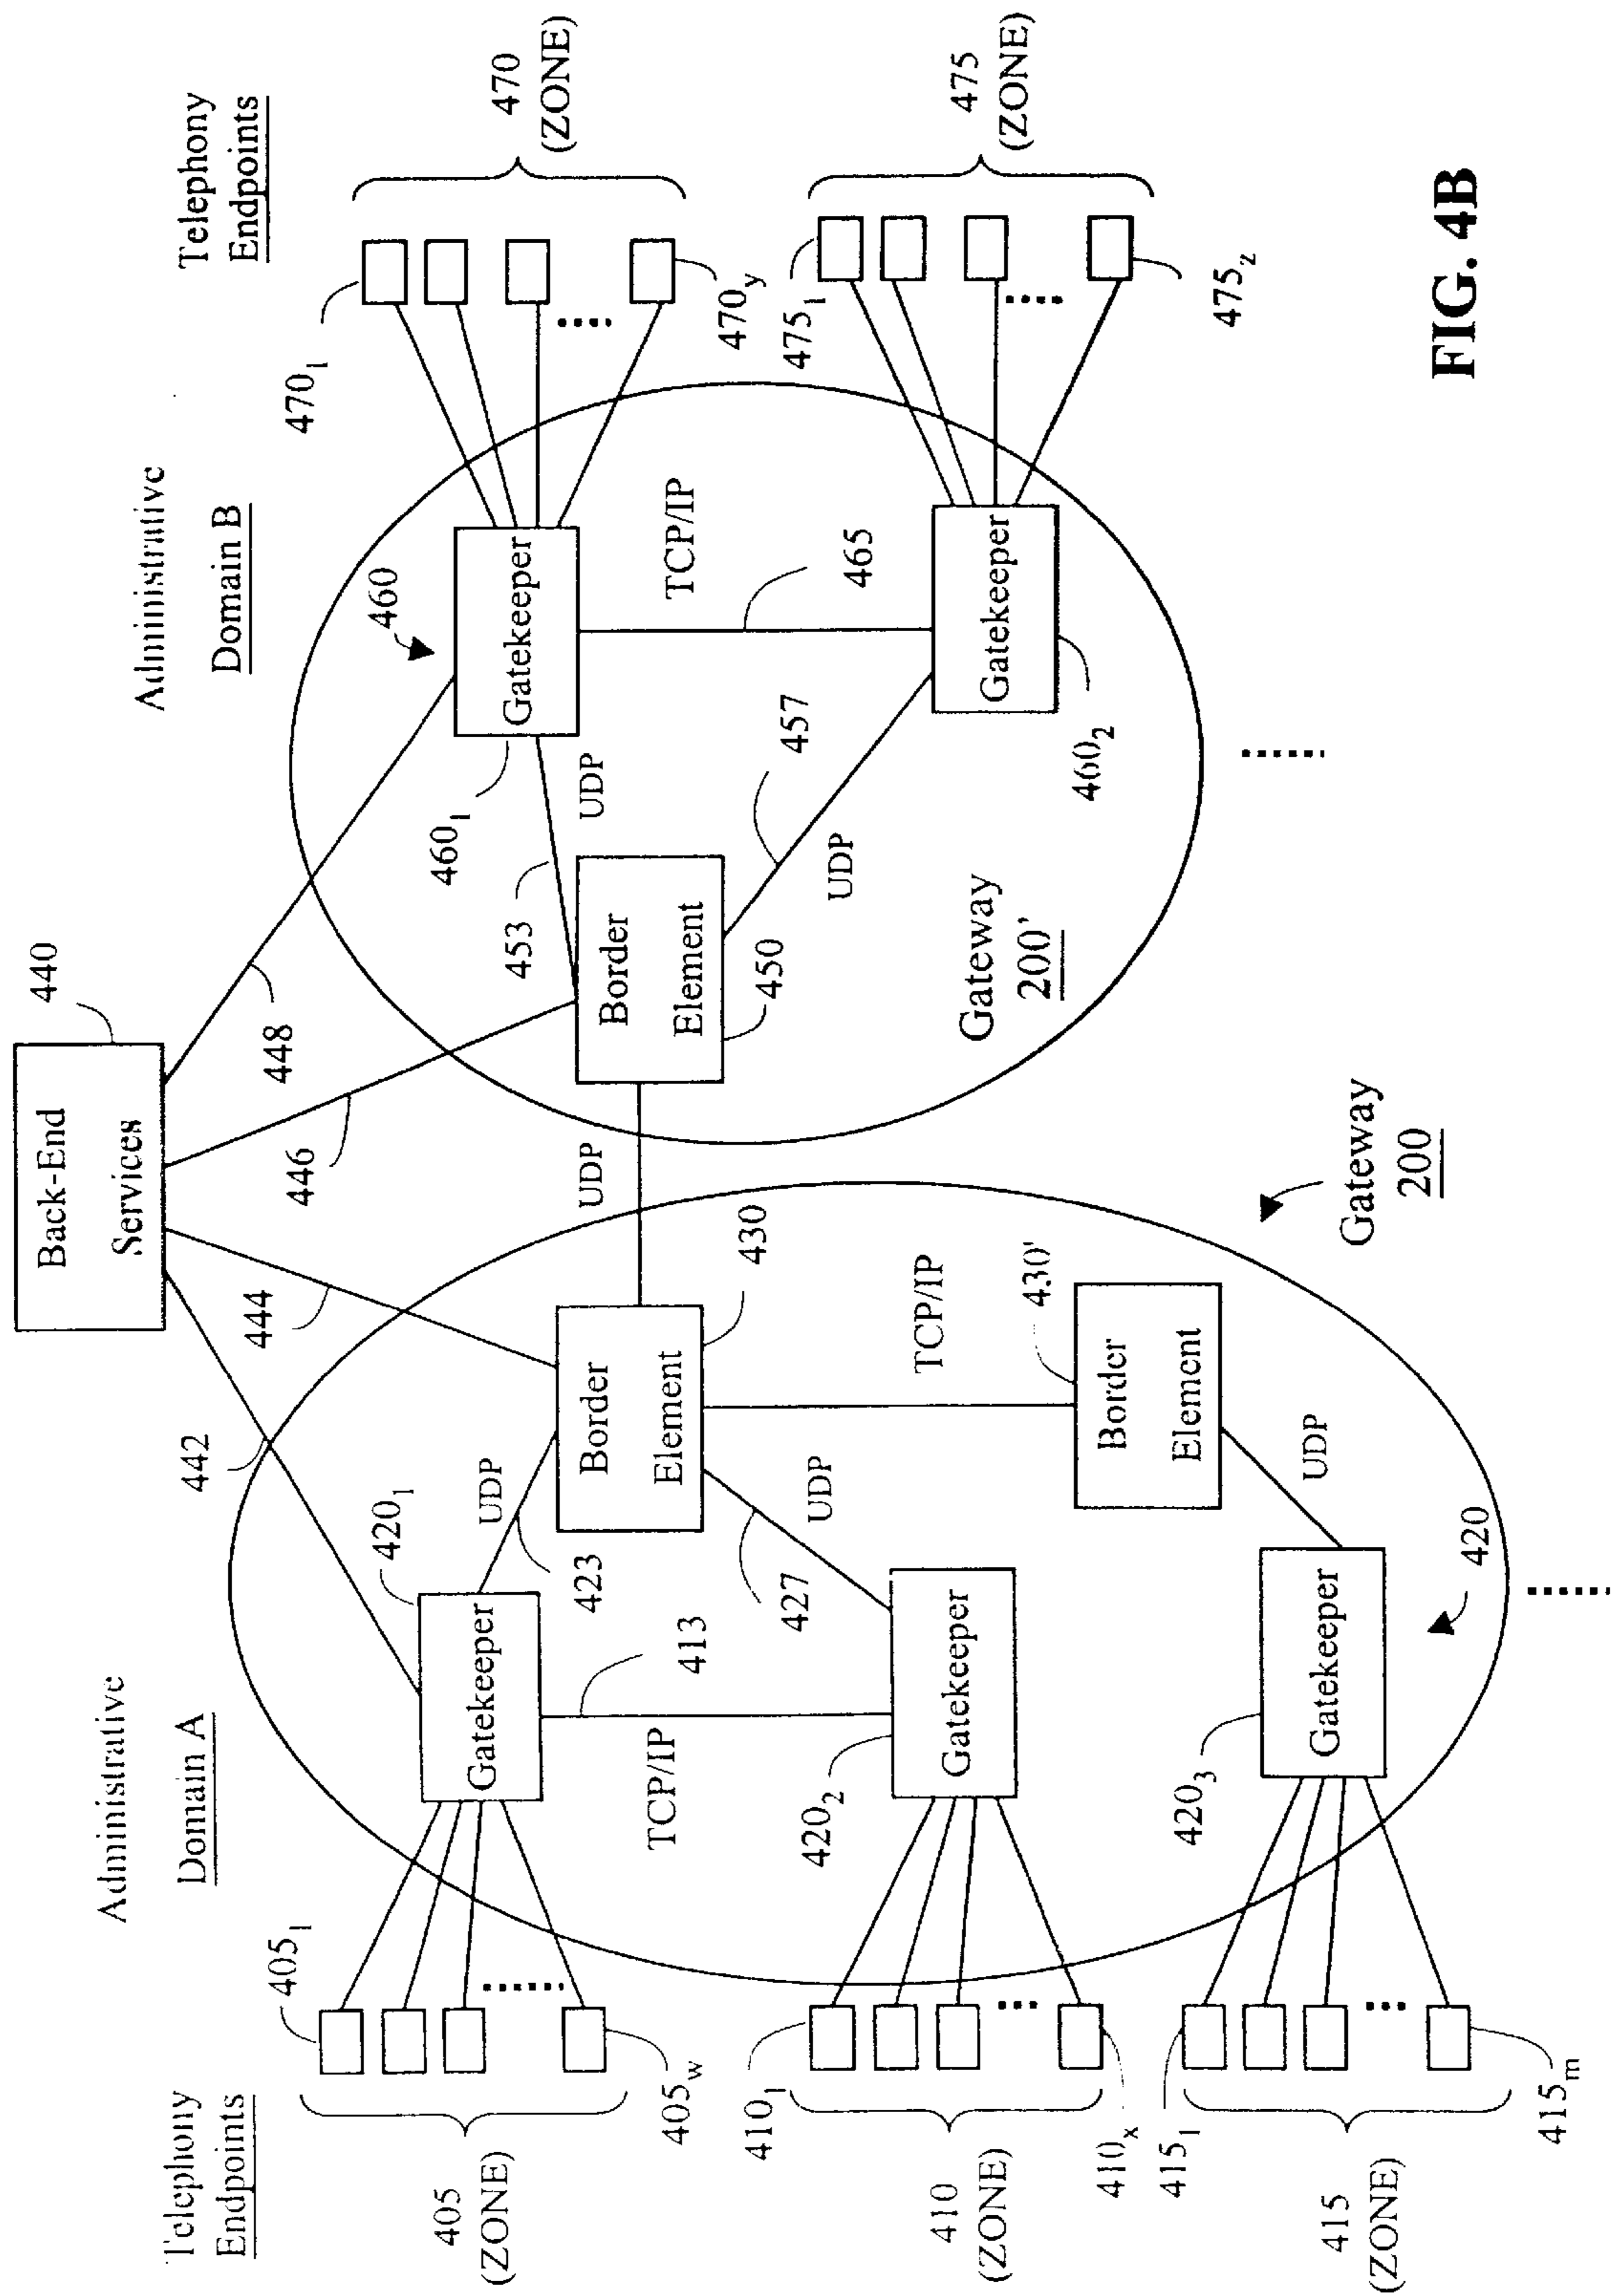 Back-End
Services
440
442
444
446
448
Administrative
Domain A
Administrative
Domain B
Telephony
Endpoints
Telephony
Endpoints
405₁
405
(ZONE)
405w
410₁
410
(ZONE)
410ₓ
415₁
415
(ZONE)
415ₘ
Gatekeeper
420₁
UDP
423
TCP/IP
413
Gatekeeper
420₂
UDP
427
Gatekeeper
420₃
420
Border
Element
430
TCP/IP
Border
Element
430'
UDP
Gateway
200
UDP
Border
Element
450
453
UDP
457
UDP
Gateway
200'
Gatekeeper
460
460₁
TCP/IP
465
Gatekeeper
460₂
470₁
470
(ZONE)
470y
475₁
475
(ZONE)
475z
FIG. 4B